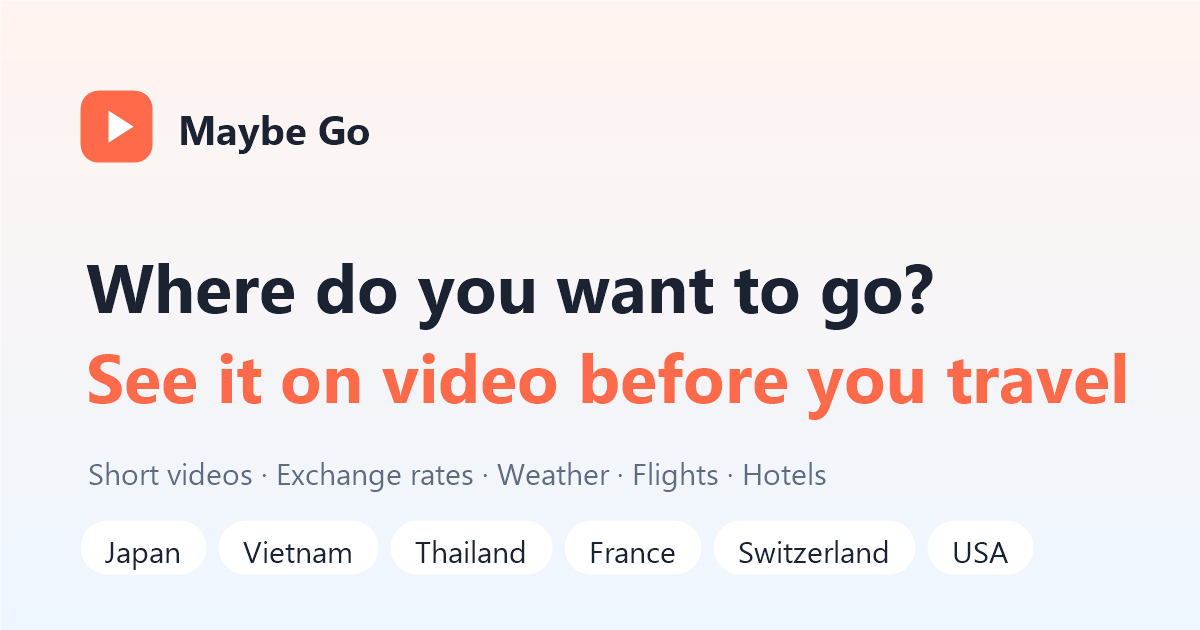 Maybe Go
Where do you want to go?
See it on video before you travel
Short videos · Exchange rates · Weather · Flights · Hotels
Japan Vietnam Thailand France Switzerland USA